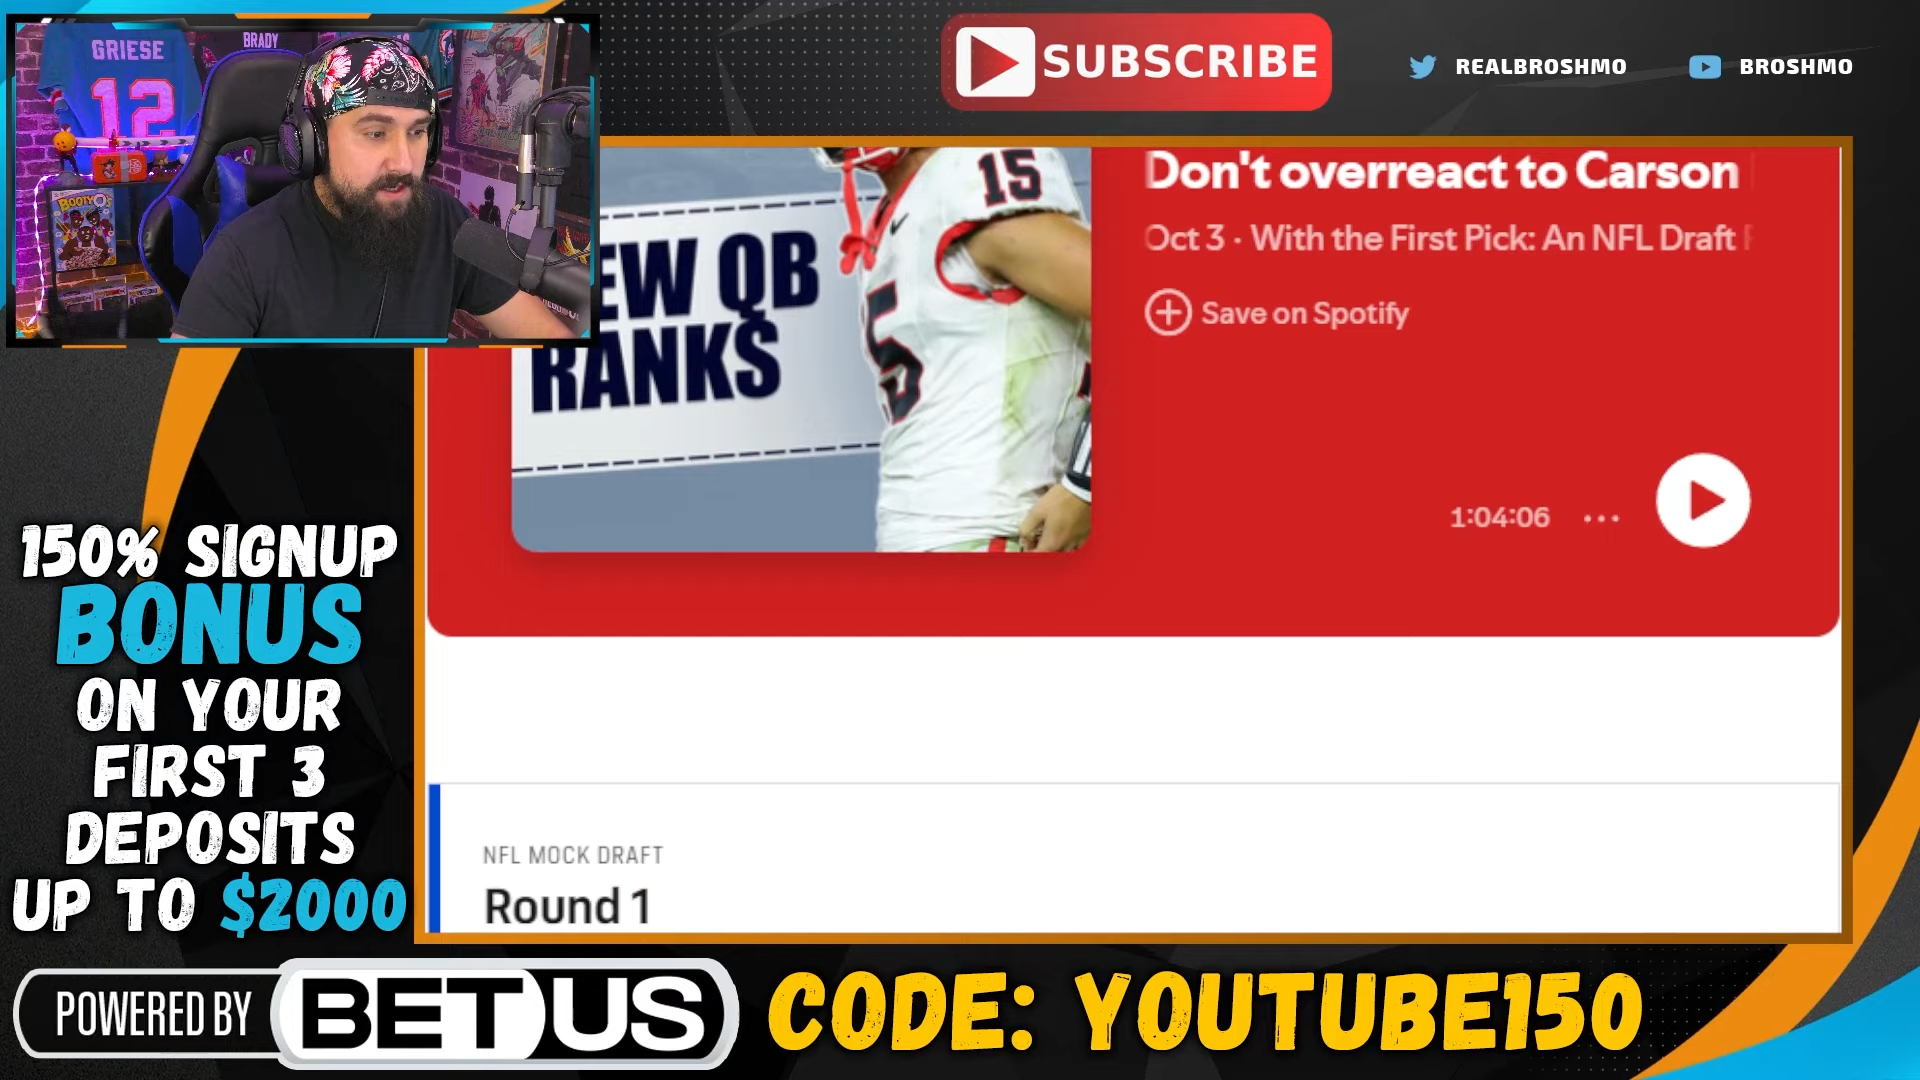 GRIESE
12
BRADY
BOOTY O'S
SUBSCRIBE
REALBROSHMO
BROSHMO
15
EW QB
RANKS
Don't overreact to Carson
Oct 3 · With the First Pick: An NFL Draft
Save on Spotify
1:04:06
NFL MOCK DRAFT
Round 1
150% SIGNUP
BONUS
ON YOUR
FIRST 3
DEPOSITS
UP TO $2000
POWERED BY BETUS
CODE: YOUTUBE150